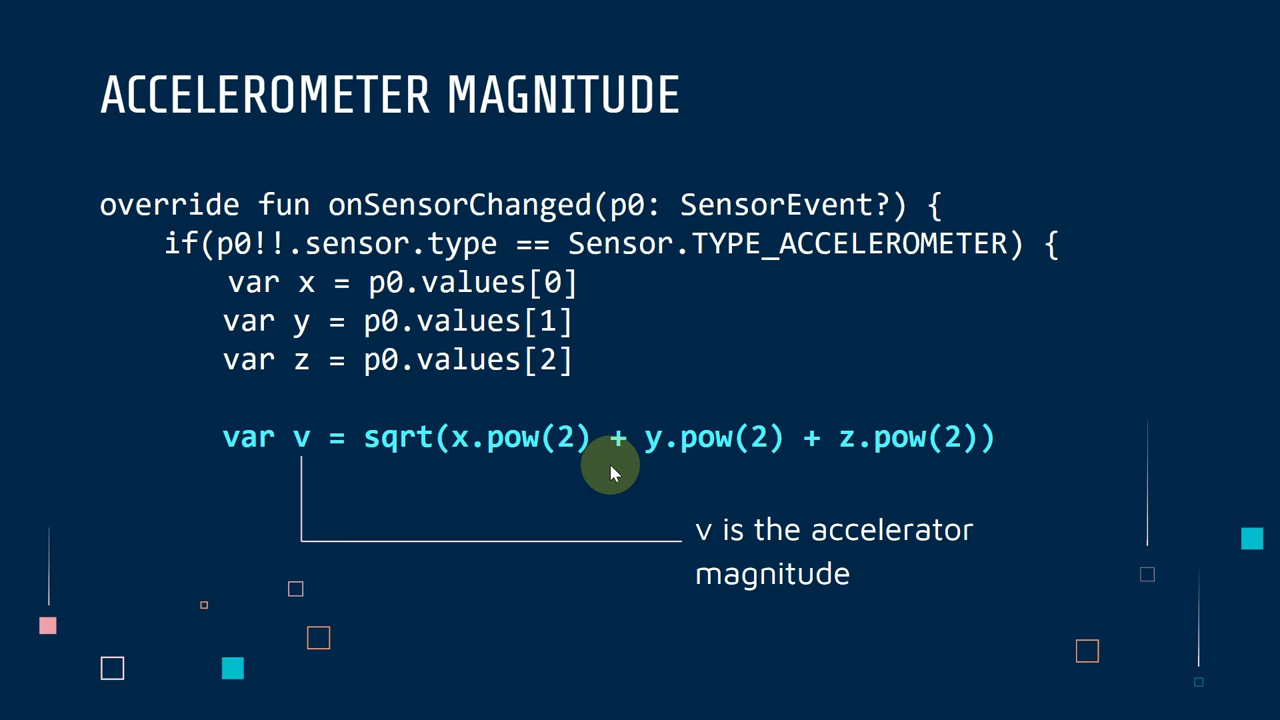 ACCELEROMETER MAGNITUDE
override fun onSensorChanged(p0: SensorEvent?) {
if(p0!!.sensor.type == Sensor.TYPE_ACCELEROMETER) {
var x = p0.values[0]
var y = p0.values[1]
var z = p0.values[2]
var v = sqrt(x.pow(2) + y.pow(2) + z.pow(2))
v is the accelerator
magnitude